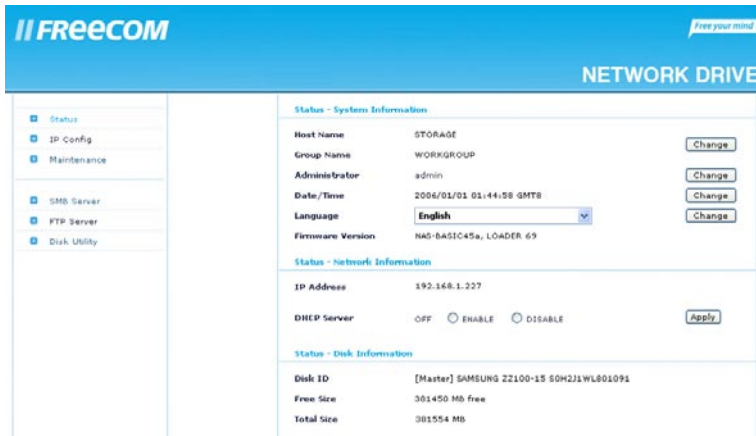 FREECOM
Free your mind
NETWORK DRIVE
Status
IP Config
Maintenance
SMB Server
FTP Server
Disk Utility
Status - System Information
Host Name STORAGE
Change
Group Name WORKGROUP
Administrator admin Change
Date/Time 2006/01/01 01:44:58 GMT8 Change
Language English Change
Firmware Version NAS-BASIC45a, LOADER 69
Status - Network Information
IP Address 192.168.1.227
DHCP Server OFF ENABLE DISABLE Apply
Status - Disk Information
Disk ID [Master] SAMSUNG ZZ100-15 S0H2J1WL801091
Free Size 381450 MB free
Total Size 381554 MB